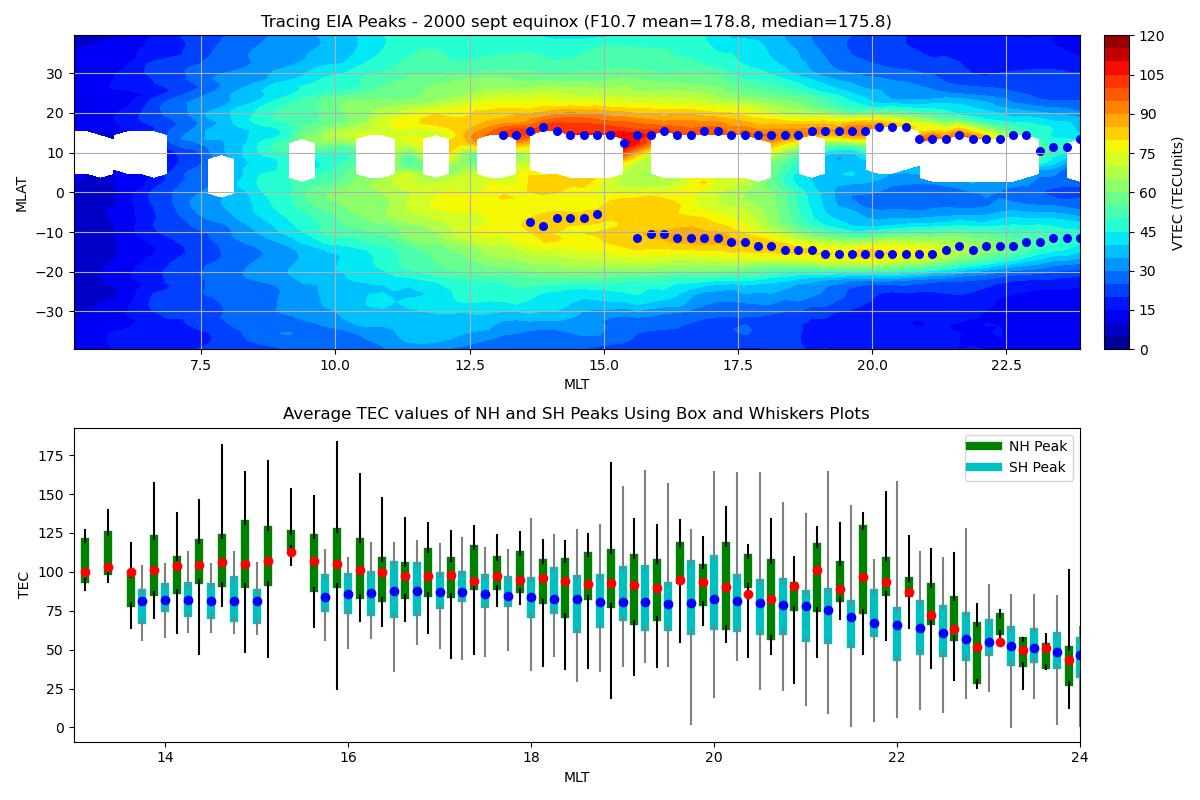 Tracing EIA Peaks - 2000 sept equinox (F10.7 mean=178.8, median=175.8)
MLAT
30
20
10
0
−10
−20
−30
7.5 10.0 12.5 15.0 17.5 20.0 22.5
MLT
120
105
90
75
60
45
30
15
0
VTEC (TECUnits)
Average TEC values of NH and SH Peaks Using Box and Whiskers Plots
TEC
175
150
125
100
75
50
25
0
NH Peak
SH Peak
14 16 18 20 22 24
MLT